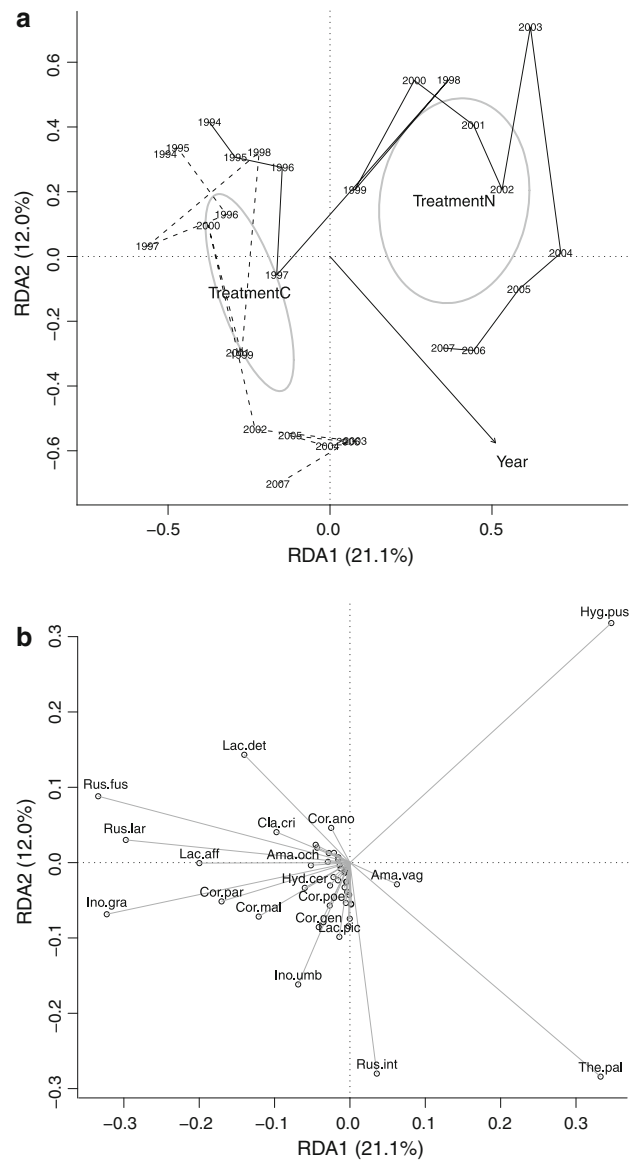 a
2003
0.6
2000
1998
0.4
1994
2001
1995
1994
1998
1995
1996
0.2
1999
2002
TreatmentN
1996
2000
1997
0.0
2004
1997
TreatmentC
2005
−0.2
2001
1999
2007
2006
−0.4
2002
2005
2004
2003
−0.6
Year
2007
RDA2 (12.0%)
−0.5
0.0
0.5
RDA1 (21.1%)
b
Hyg.pus
0.3
0.2
Lac.det
Rus.fus
0.1
Cla.cri
Cor.ano
Rus.lar
Lac.aff
Ama.och
0.0
Ama.vag
Hyd.cer
Cor.par
Cor.poe
Ino.gra
Cor.mal
Cor.gen
Lac.pic
−0.1
Ino.umb
−0.2
Rus.int
The.pal
−0.3
RDA2 (12.0%)
−0.3
−0.2
−0.1
0.0
0.1
0.2
0.3
RDA1 (21.1%)